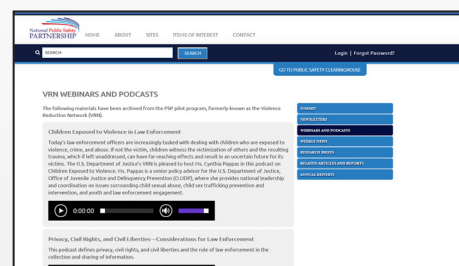 National Public Safety
PARTNERSHIP
HOME ABOUT SITES ITEMS OF INTEREST CONTACT
SEARCH SEARCH Login | Forgot Password?
GO TO PUBLIC SAFETY CLEARINGHOUSE
VRN WEBINARS AND PODCASTS
The following materials have been archived from the PSP pilot program, formerly known as the Violence
Reduction Network (VRN).
Children Exposed to Violence in Law Enforcement
Today's law enforcement officers are increasingly tasked with dealing with children who are exposed to
violence, crime, and abuse. If not the victim, children witness the victimization of others and the resulting
trauma, which if left unaddressed, can have far-reaching effects and result in an uncertain future for its
victims. The U.S. Department of Justice's VRN is pleased to host Ms. Cynthia Pappas in this podcast on
Children Exposed to Violence. Ms. Pappas is a senior policy advisor for the U.S. Department of Justice,
Office of Juvenile Justice and Delinquency Prevention (OJJDP), where she provides national leadership
and coordination on issues surrounding child sexual abuse, child sex trafficking prevention and
intervention, and youth and law enforcement engagement.
0:00:00
Privacy, Civil Rights, and Civil Liberties—Considerations for Law Enforcement
This podcast defines privacy, civil rights, and civil liberties and the role of law enforcement in the
collection and sharing of information.
SUMMIT
NEWSLETTERS
WEBINARS AND PODCASTS
WEEKLY NEWS
RESEARCH BRIEFS
RELATED ARTICLES AND REPORTS
ANNUAL REPORTS